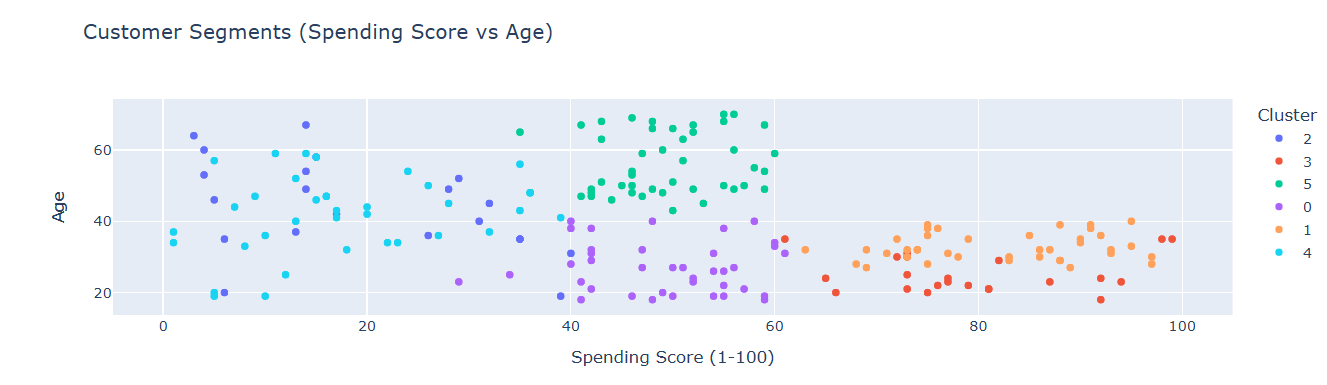 Customer Segments (Spending Score vs Age)
Cluster
2
3
5
0
1
4
Age
60
40
20
0 20 40 60 80 100
Spending Score (1-100)